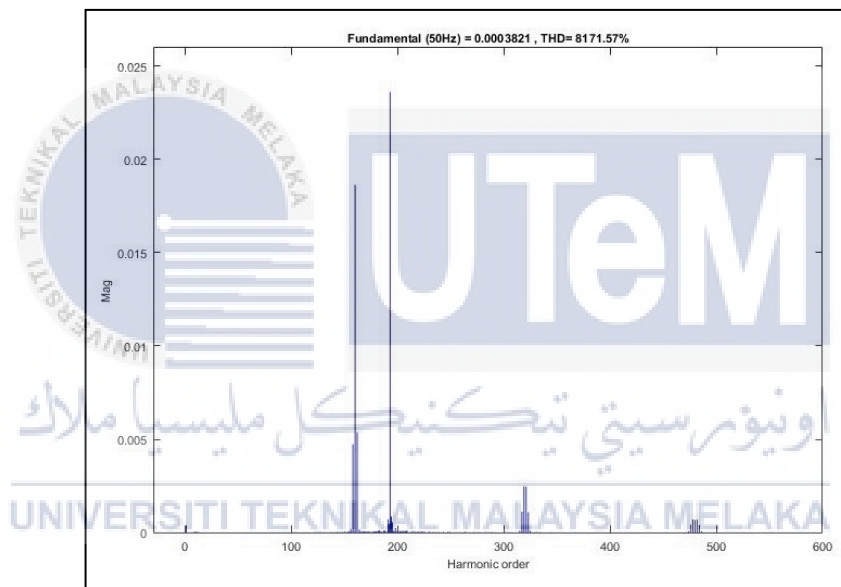 Fundamental (50Hz) = 0.0003821 , THD= 8171.57%
0.025
0.02
0.015
0.01
0.005
0
Mag
0
100
200
300
400
500
600
Harmonic order
UNIVERSITI TEKNIKAL MALAYSIA MELAKA
UTeM
اونيۏرسيتي تيكنيكل مليسيا ملاك
UNIVERSITI TEKNIKAL MALAYSIA MELAKA